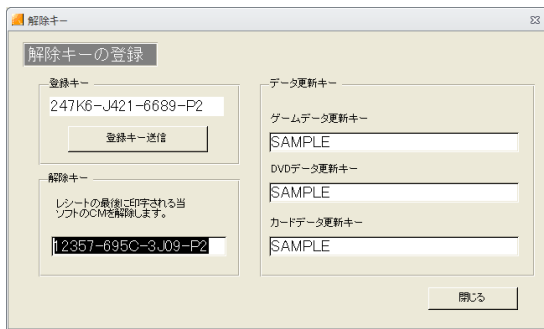 解除キー
解除キーの登録
登録キー
247K6-J421-6689-P2
登録キー送信
解除キー
レシートの最後に印字される当
ソフトのCMを解除します。
12357-695C-3J09-P2
データ更新キー
ゲームデータ更新キー
SAMPLE
DVDデータ更新キー
SAMPLE
カードデータ更新キー
SAMPLE
閉じる